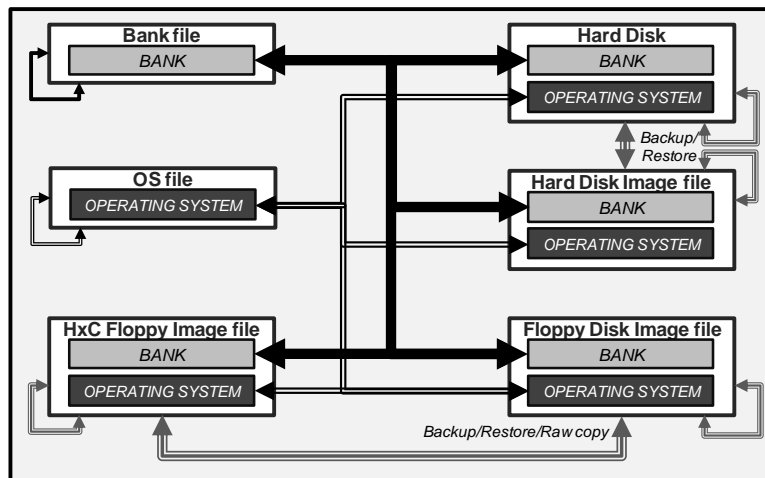 Bank file
BANK
Hard Disk
BANK
OPERATING SYSTEM
Backup/
Restore
OS file
OPERATING SYSTEM
Hard Disk Image file
BANK
OPERATING SYSTEM
HxC Floppy Image file
BANK
OPERATING SYSTEM
Floppy Disk Image file
BANK
OPERATING SYSTEM
Backup/Restore/Raw copy